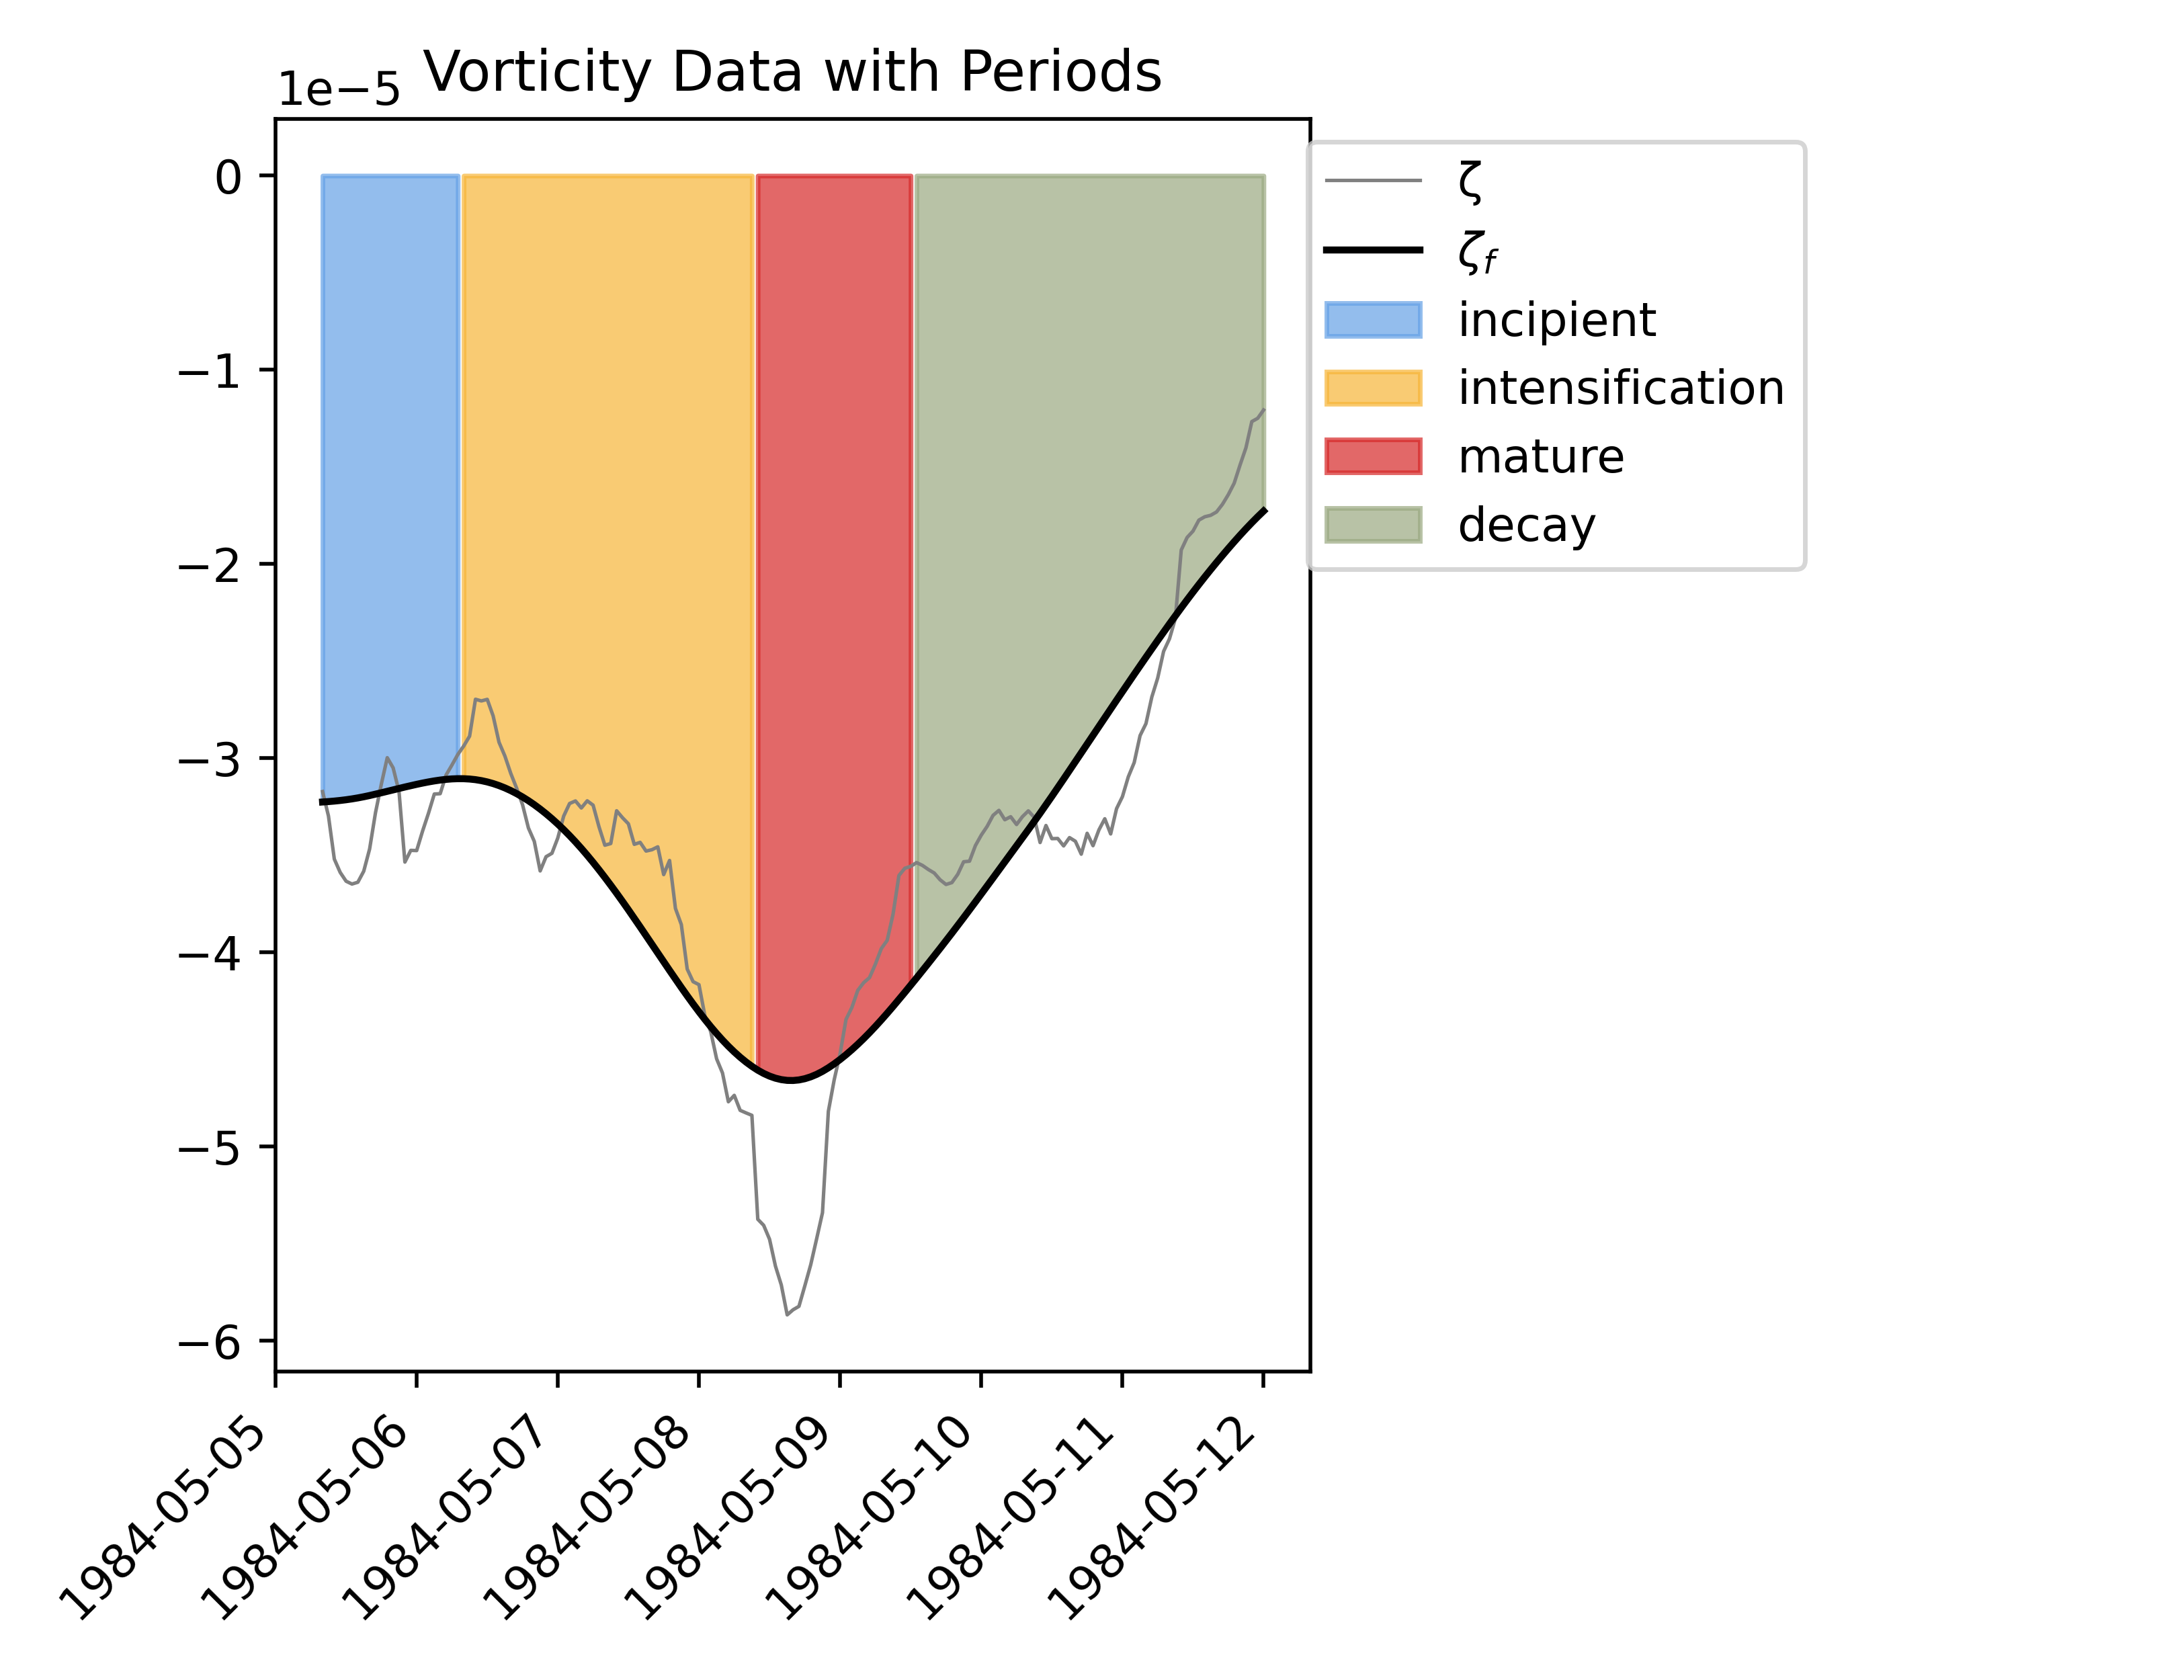 Vorticity Data with Periods
1e−5
0
−1
−2
−3
−4
−5
−6
1984-05-05
1984-05-06
1984-05-07
1984-05-08
1984-05-09
1984-05-10
1984-05-11
1984-05-12
ζ
ζf
incipient
intensification
mature
decay